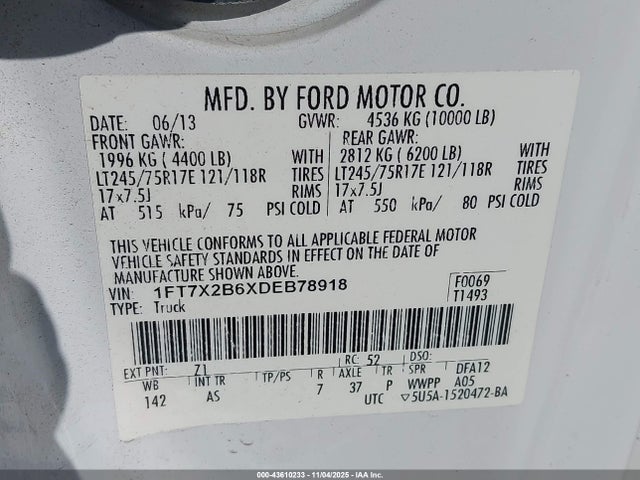 MFD. BY FORD MOTOR CO.
DATE: 06/13 GVWR: 4536 KG (10000 LB)
FRONT GAWR: REAR GAWR:
1996 KG ( 4400 LB) WITH 2812 KG ( 6200 LB) WITH
LT245/75R17E 121/118R TIRES LT245/75R17E 121/118R TIRES
17x7.5J RIMS 17x7.5J RIMS
AT 515 kPa/ 75 PSI COLD AT 550 kPa/ 80 PSI COLD
THIS VEHICLE CONFORMS TO ALL APPLICABLE FEDERAL MOTOR
VEHICLE SAFETY STANDARDS IN EFFECT ON THE DATE OF
MANUFACTURE SHOWN ABOVE.
VIN: 1FT7X2B6XDEB78918 F0069
TYPE: Truck T1493
EXT PNT: Z1 RC: 52 DSO:
WB INT TR TP/PS R AXLE TR SPR DFA12
142 AS 7 37 P WWPP A05
UTC ▽5U5A-1520472-BA
000-43610233 - 11/04/2025 - IAA Inc.